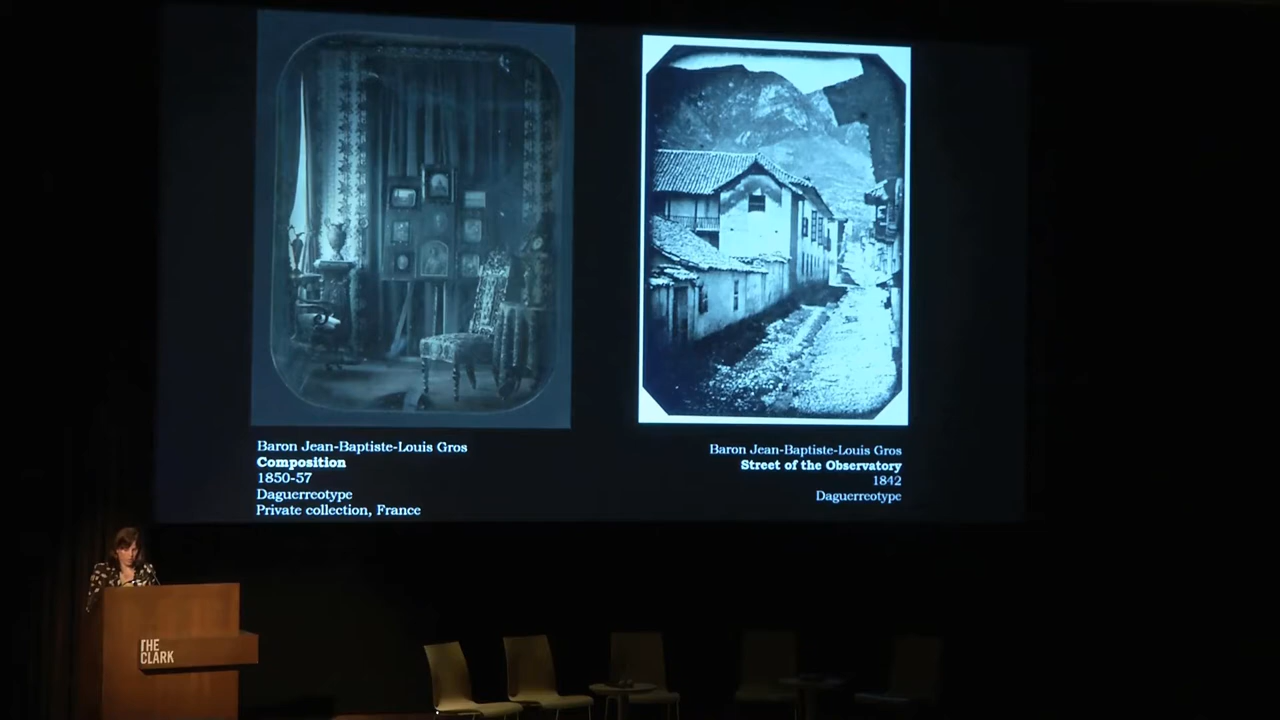 Baron Jean-Baptiste-Louis Gros
Composition
1850-57
Daguerreotype
Private collection, France
Baron Jean-Baptiste-Louis Gros
Street of the Observatory
1842
Daguerreotype
THE
CLARK